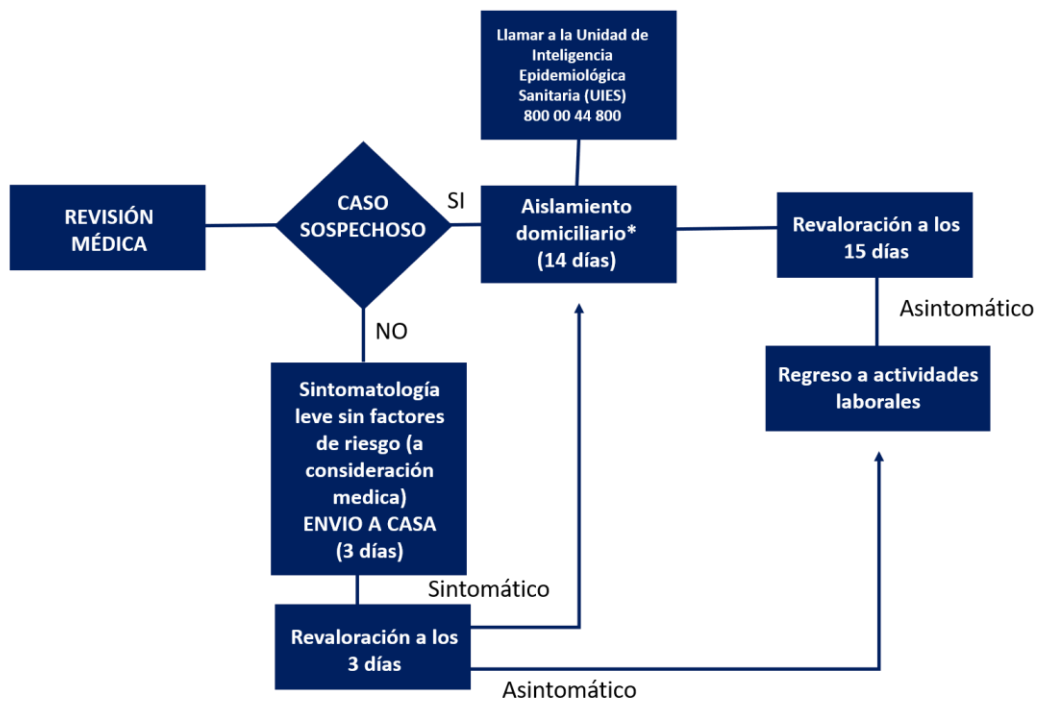 Llamar a la Unidad de
Inteligencia
Epidemiológica
Sanitaria (UIES)
800 00 44 800
REVISIÓN
MÉDICA
CASO
SOSPECHOSO
SI
Aislamiento
domiciliario*
(14 días)
Revaloración a los
15 días
Asintomático
Regreso a actividades
laborales
NO
Sintomatología
leve sin factores
de riesgo (a
consideración
medica)
ENVIO A CASA
(3 días)
Sintomático
Revaloración a los
3 días
Asintomático